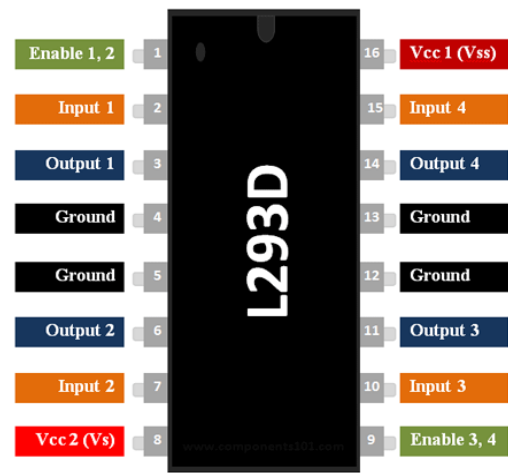 Enable 1, 2 1 16 Vcc 1 (Vss)
Input 1 2 15 Input 4
Output 1 3 14 Output 4
Ground 4 13 Ground
L293D
Ground 5 12 Ground
Output 2 6 11 Output 3
Input 2 7 10 Input 3
Vcc 2 (Vs) 8 9 Enable 3, 4
www.components101.com